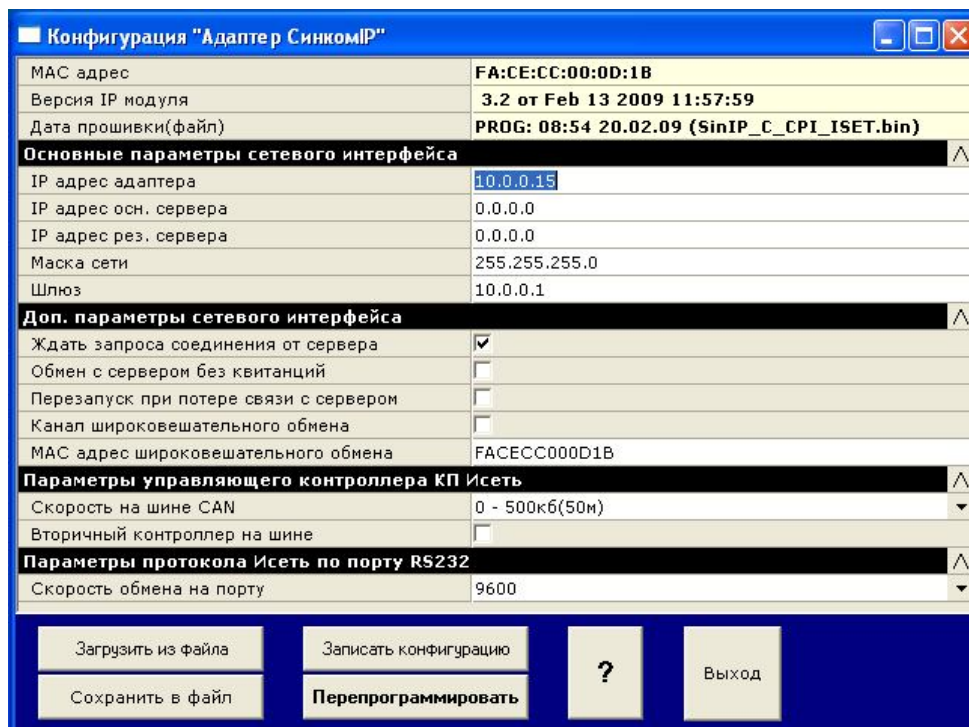 Конфигурация "Адаптер СинкомIP"
МАС адрес FA:CE:CC:00:0D:1B
Версия IP модуля 3.2 от Feb 13 2009 11:57:59
Дата прошивки(файл) PROG: 08:54 20.02.09 (SinIP_C_CPI_ISET.bin)
Основные параметры сетевого интерфейса
IP адрес адаптера 10.0.0.15
IP адрес осн. сервера 0.0.0.0
IP адрес рез. сервера 0.0.0.0
Маска сети 255.255.255.0
Шлюз 10.0.0.1
Доп. параметры сетевого интерфейса
Ждать запроса соединения от сервера
Обмен с сервером без квитанций
Перезапуск при потере связи с сервером
Канал широковешательного обмена
МАС адрес широковешательного обмена FACECC000D1B
Параметры управляющего контроллера КП Исеть
Скорость на шине CAN 0 - 500кб(50м)
Вторичный контроллер на шине
Параметры протокола Исеть по порту RS232
Скорость обмена на порту 9600
Загрузить из файла Записать конфигурацию ? Выход
Сохранить в файл Перепрограммировать